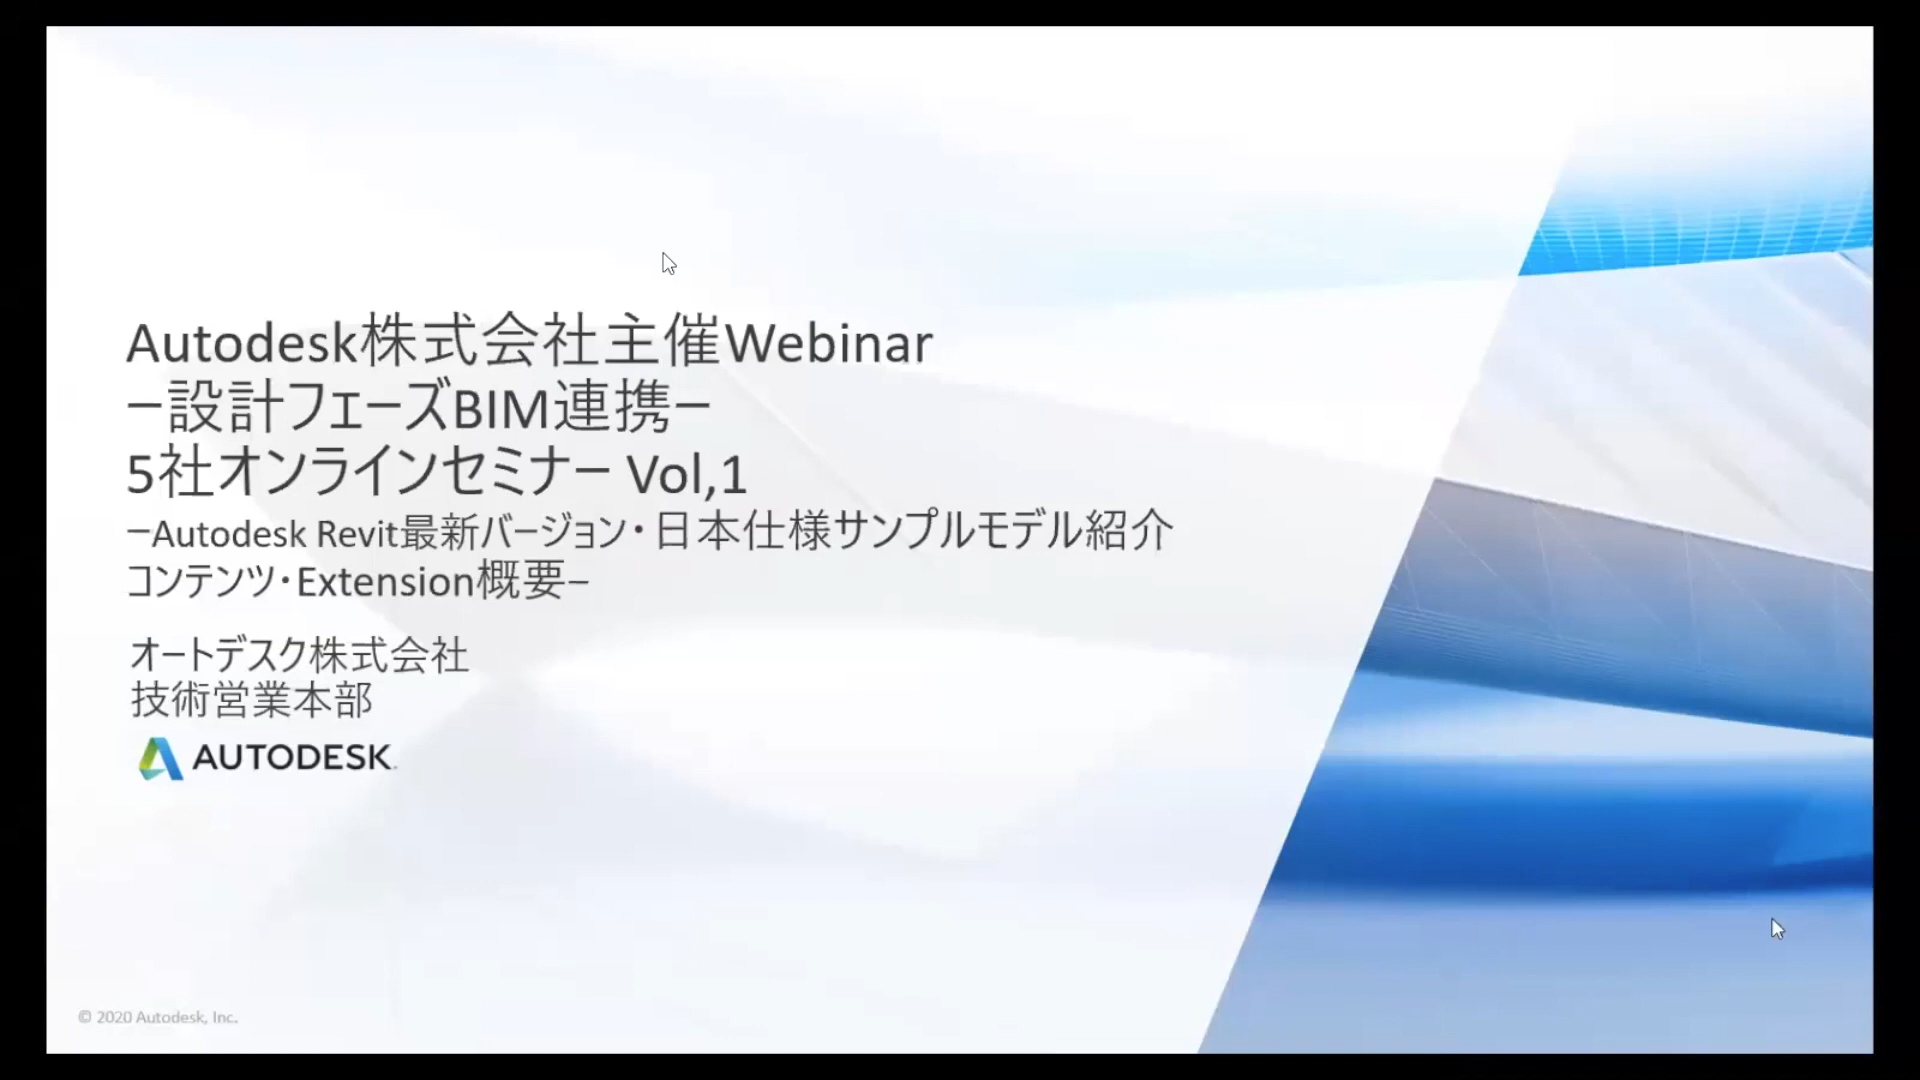 Autodesk株式会社主催Webinar
−設計フェーズBIM連携−
5社オンラインセミナー Vol,1
−Autodesk Revit最新バージョン・日本仕様サンプルモデル紹介
コンテンツ・Extension概要−
オートデスク株式会社
技術営業本部
AUTODESK.
© 2020 Autodesk, Inc.